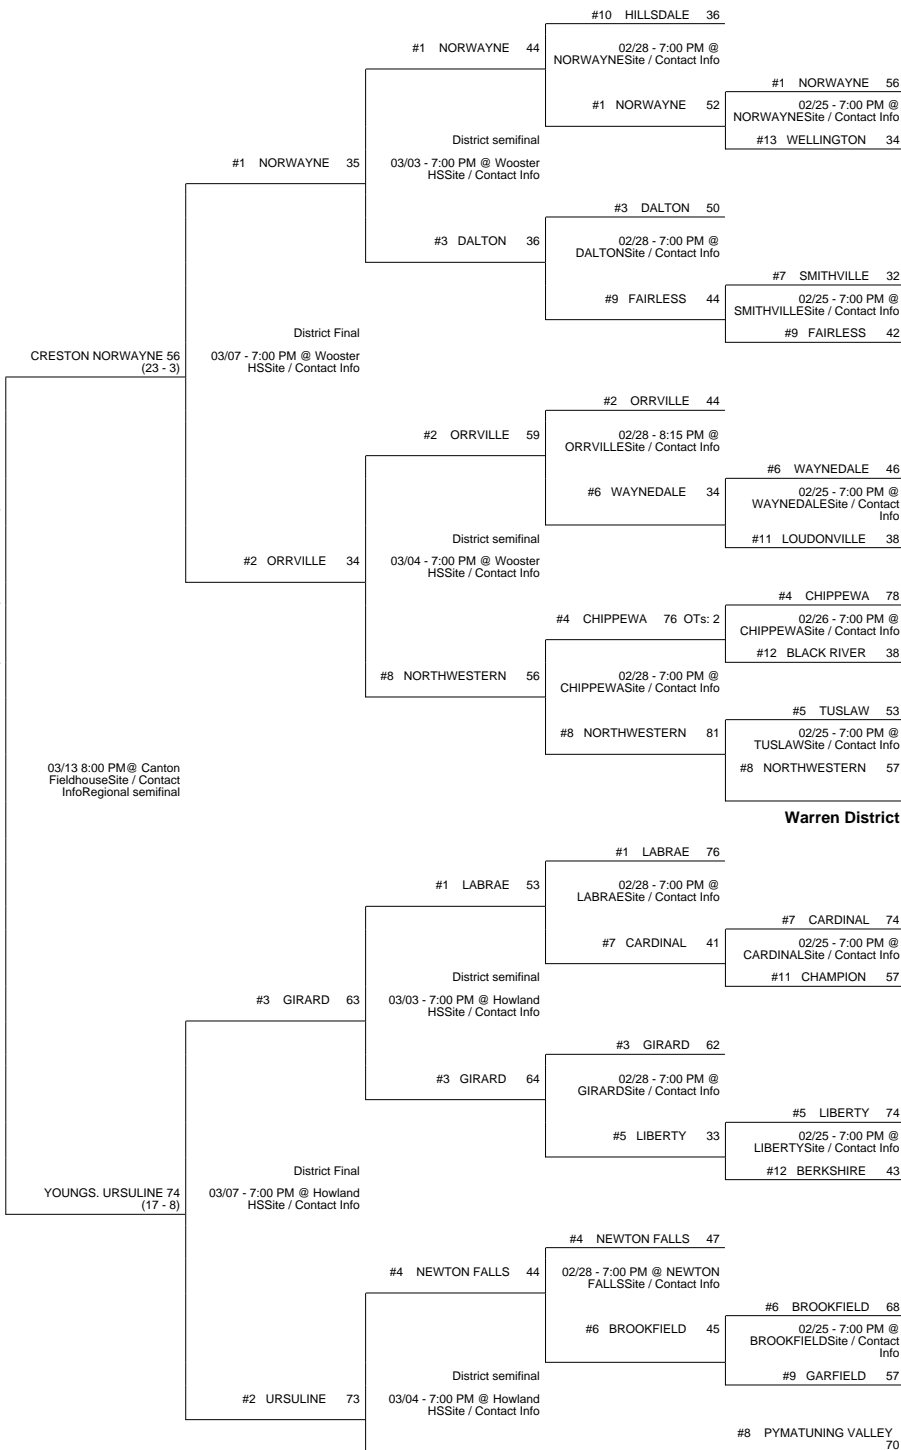 #10 HILLSDALE 36
#1 NORWAYNE 44
02/28 - 7:00 PM @
NORWAYNESite / Contact Info
#1 NORWAYNE 56
#1 NORWAYNE 52
02/25 - 7:00 PM @
NORWAYNESite / Contact Info
District semifinal
#13 WELLINGTON 34
#1 NORWAYNE 35
03/03 - 7:00 PM @ Wooster
HSSite / Contact Info
#3 DALTON 50
#3 DALTON 36
02/28 - 7:00 PM @
DALTONSite / Contact Info
#7 SMITHVILLE 32
#9 FAIRLESS 44
02/25 - 7:00 PM @
SMITHVILLESite / Contact Info
District Final
#9 FAIRLESS 42
CRESTON NORWAYNE 56
(23 - 3)
03/07 - 7:00 PM @ Wooster
HSSite / Contact Info
#2 ORRVILLE 44
#2 ORRVILLE 59
02/28 - 8:15 PM @
ORRVILLESite / Contact Info
#6 WAYNEDALE 46
#6 WAYNEDALE 34
02/25 - 7:00 PM @
WAYNEDALESite / Contact
Info
District semifinal
#11 LOUDONVILLE 38
#2 ORRVILLE 34
03/04 - 7:00 PM @ Wooster
HSSite / Contact Info
#4 CHIPPEWA 78
#4 CHIPPEWA 76 OTs: 2
02/26 - 7:00 PM @
CHIPPEWASite / Contact Info
#12 BLACK RIVER 38
#8 NORTHWESTERN 56
02/28 - 7:00 PM @
CHIPPEWASite / Contact Info
#5 TUSLAW 53
#8 NORTHWESTERN 81
02/25 - 7:00 PM @
TUSLAWSite / Contact Info
#8 NORTHWESTERN 57
03/13 8:00 PM@ Canton
FieldhouseSite / Contact
InfoRegional semifinal
Warren District
#1 LABRAE 76
#1 LABRAE 53
02/28 - 7:00 PM @
LABRAESite / Contact Info
#7 CARDINAL 74
#7 CARDINAL 41
02/25 - 7:00 PM @
CARDINALSite / Contact Info
District semifinal
#11 CHAMPION 57
#3 GIRARD 63
03/03 - 7:00 PM @ Howland
HSSite / Contact Info
#3 GIRARD 62
#3 GIRARD 64
02/28 - 7:00 PM @
GIRARDSite / Contact Info
#5 LIBERTY 74
#5 LIBERTY 33
02/25 - 7:00 PM @
LIBERTYSite / Contact Info
District Final
#12 BERKSHIRE 43
YOUNGS. URSULINE 74
(17 - 8)
03/07 - 7:00 PM @ Howland
HSSite / Contact Info
#4 NEWTON FALLS 47
#4 NEWTON FALLS 44
02/28 - 7:00 PM @ NEWTON
FALLSSite / Contact Info
#6 BROOKFIELD 68
#6 BROOKFIELD 45
02/25 - 7:00 PM @
BROOKFIELDSite / Contact
Info
District semifinal
#9 GARFIELD 57
#2 URSULINE 73
03/04 - 7:00 PM @ Howland
HSSite / Contact Info
#8 PYMATUNING VALLEY
70